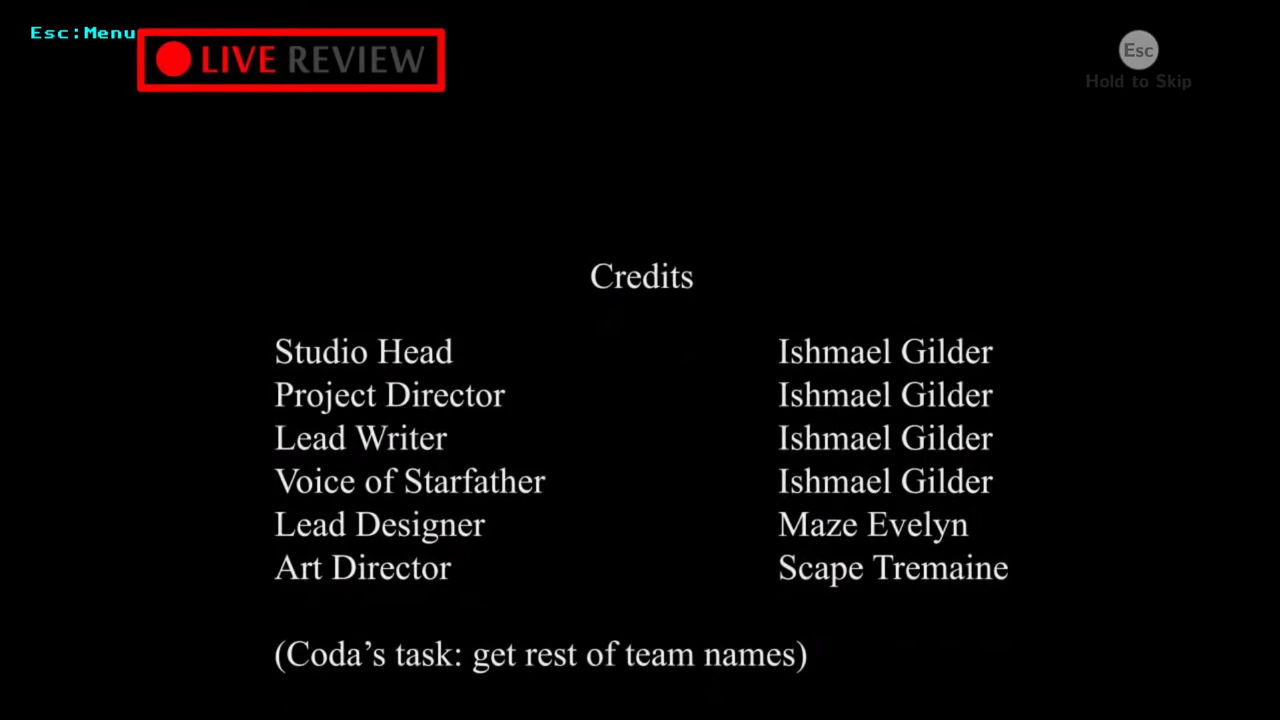 Esc:Menu
LIVE REVIEW
Esc
Hold to Skip
Credits
Studio Head Ishmael Gilder
Project Director Ishmael Gilder
Lead Writer Ishmael Gilder
Voice of Starfather Ishmael Gilder
Lead Designer Maze Evelyn
Art Director Scape Tremaine
(Coda’s task: get rest of team names)